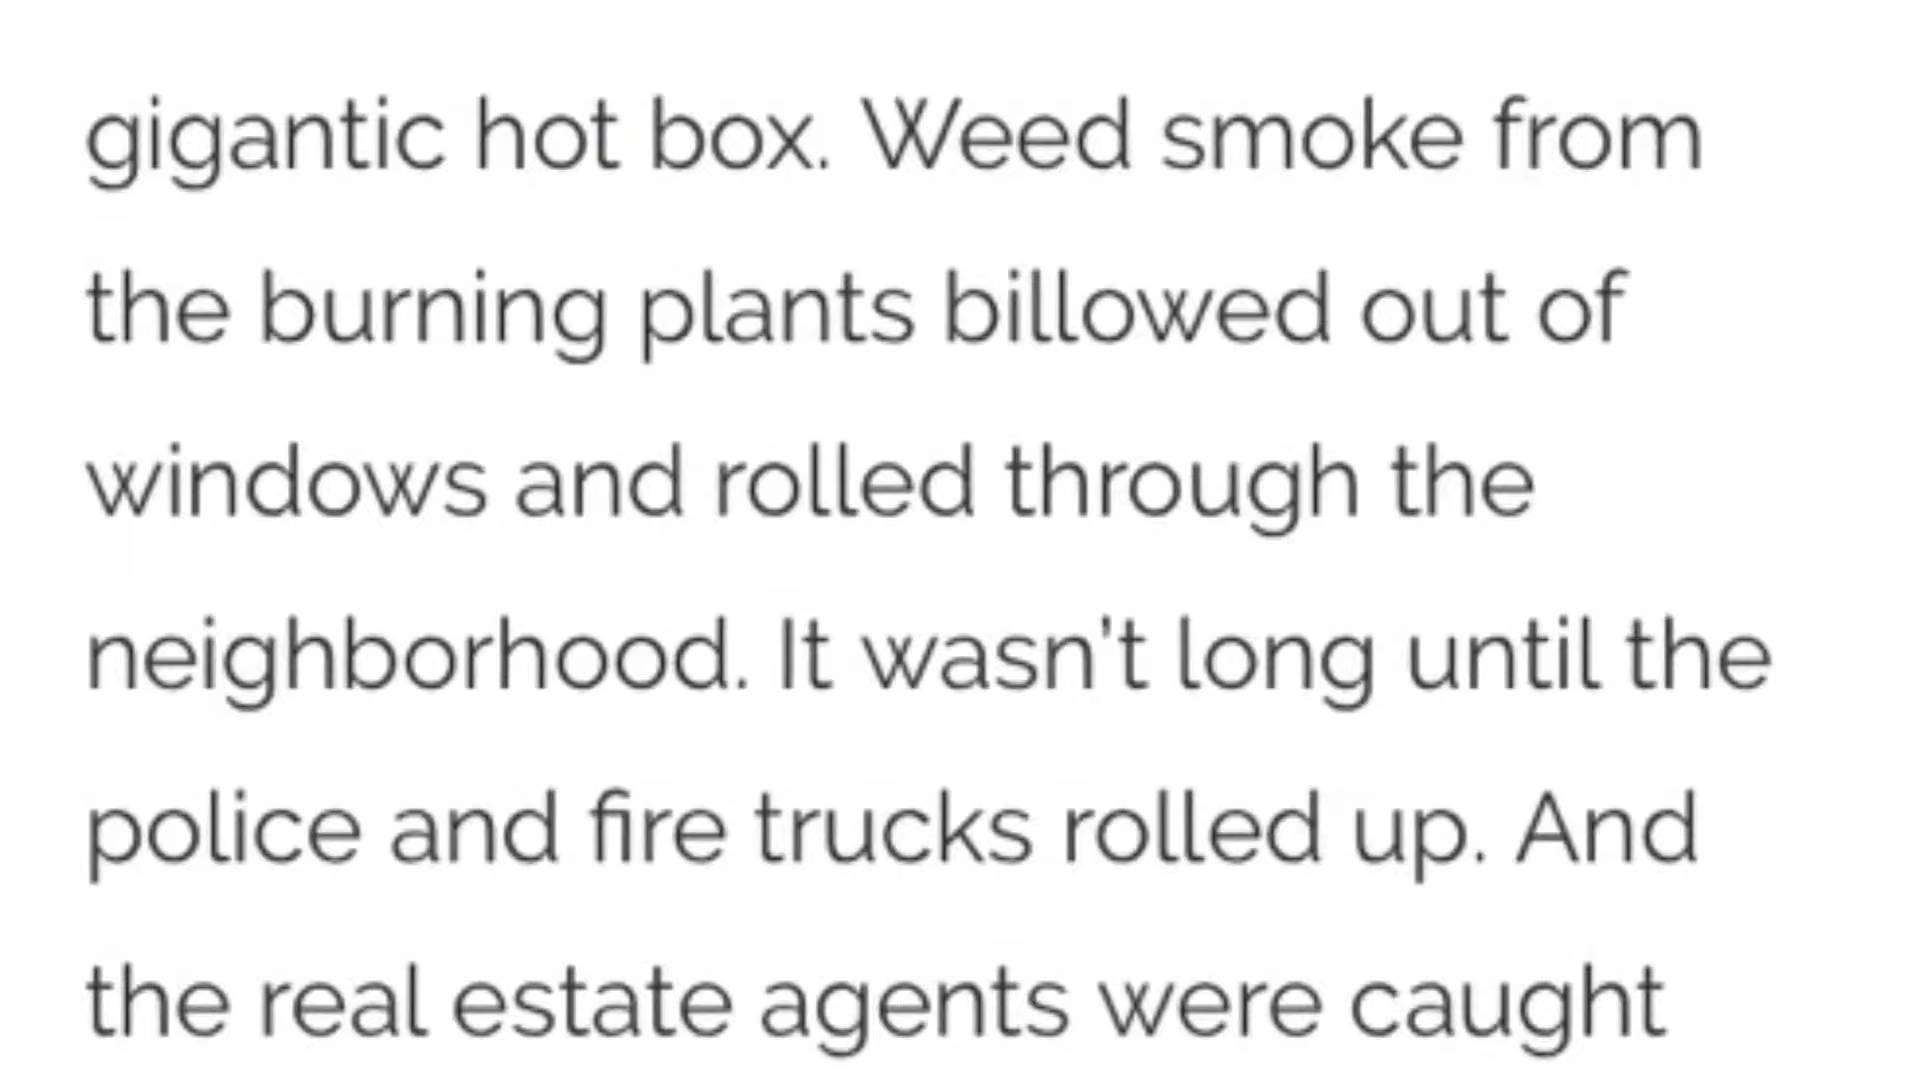 gigantic hot box. Weed smoke from
the burning plants billowed out of
windows and rolled through the
neighborhood. It wasn't long until the
police and fire trucks rolled up. And
the real estate agents were caught